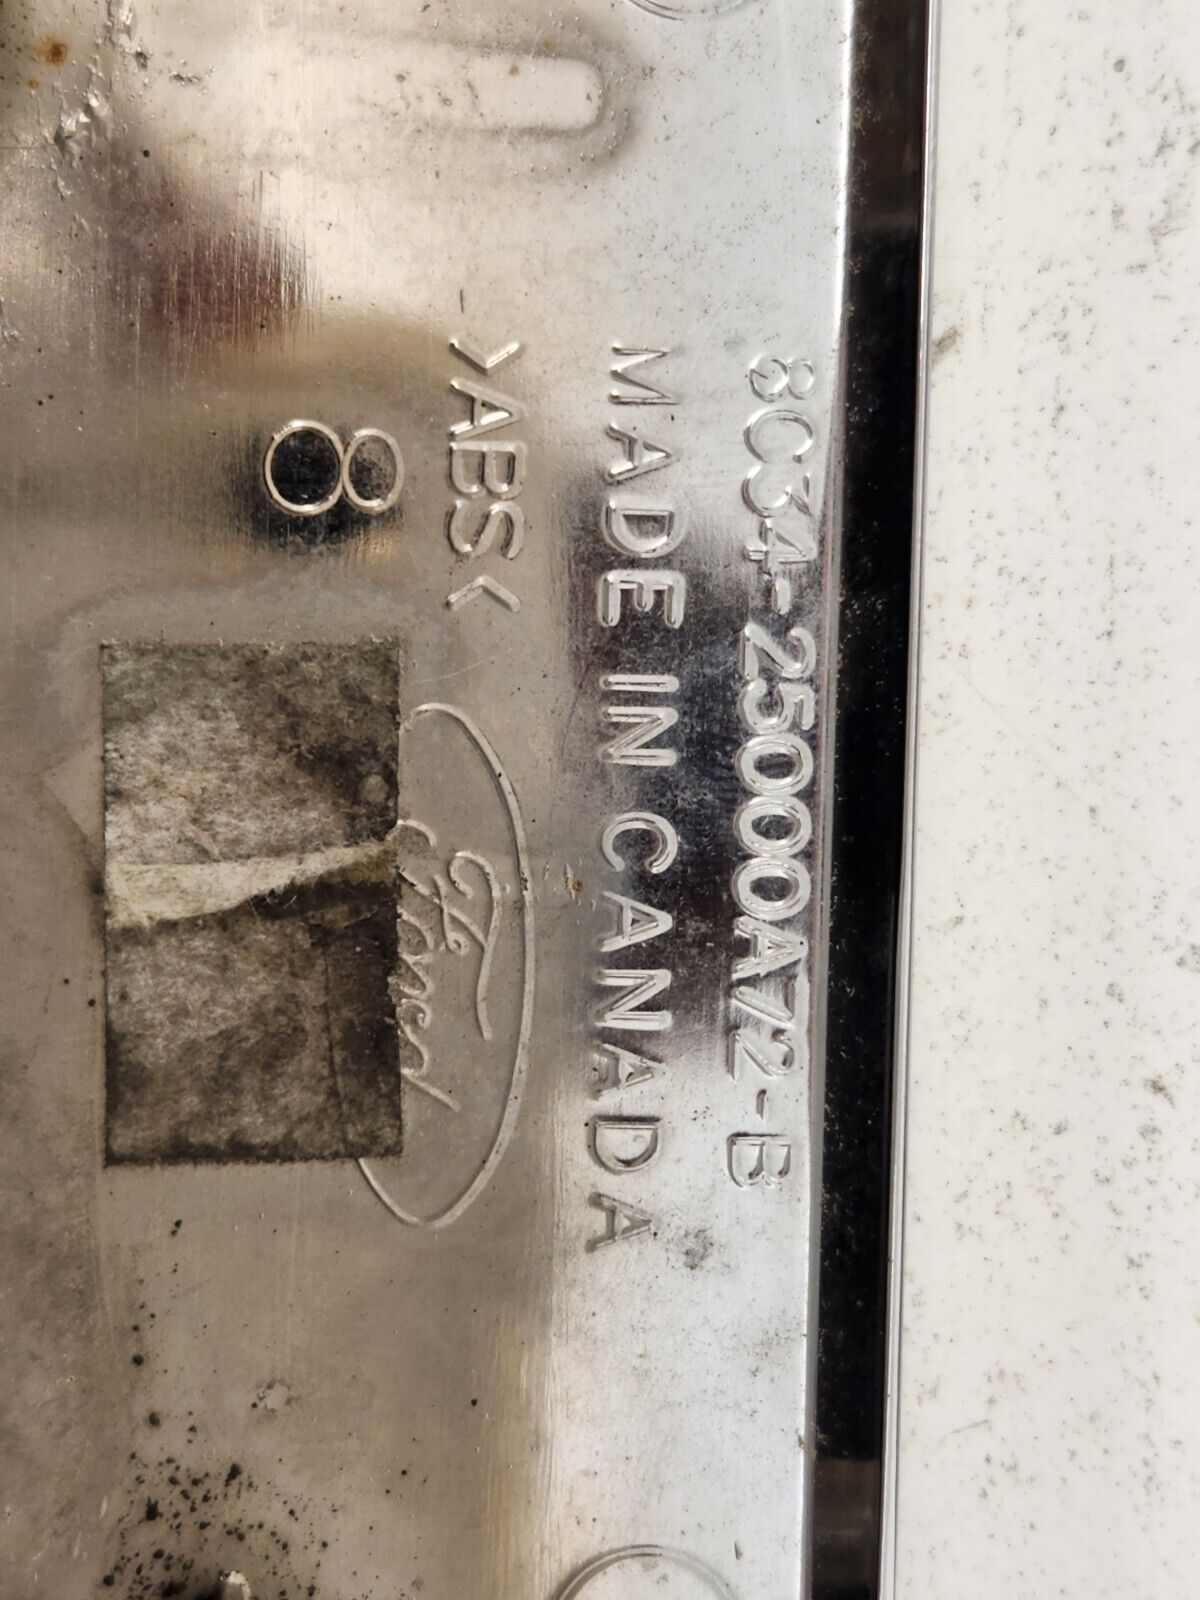 8C34-25000A72-B
MADE IN CANADA
>ABS<
Ford
8